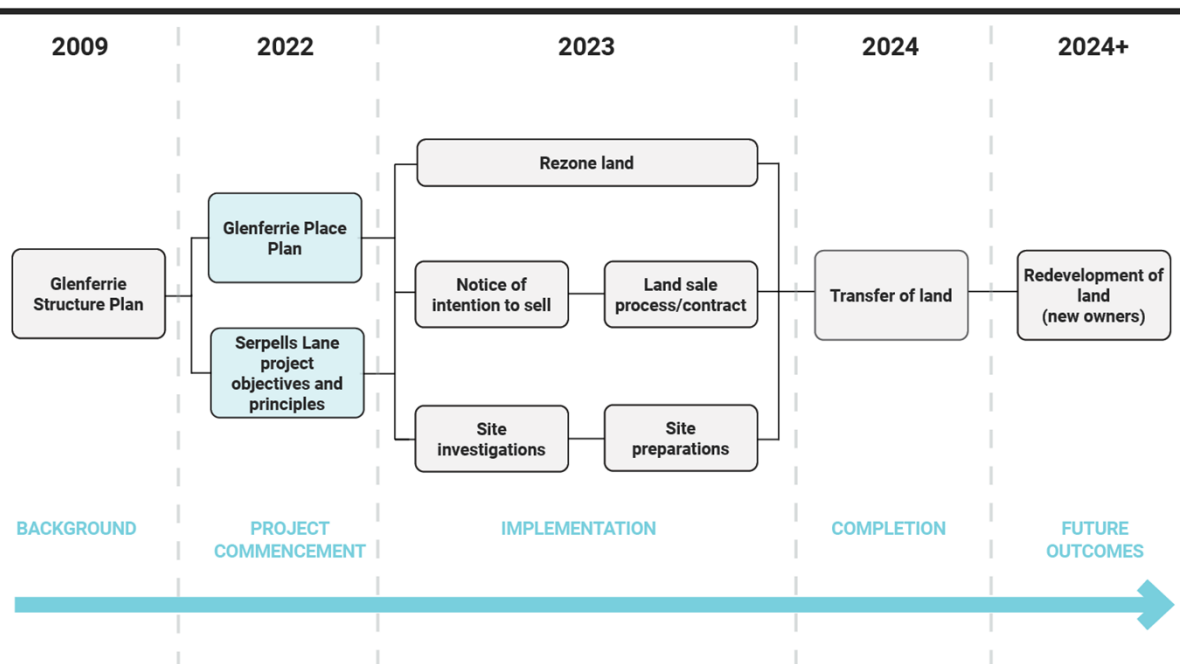 2009
2022
2023
2024
2024+
Rezone land
Glenferrie Place
Plan
Glenferrie
Structure Plan
Notice of
intention to sell
Land sale
process/contract
Transfer of land
Redevelopment of
land
(new owners)
Serpells Lane
project
objectives and
principles
Site
investigations
Site
preparations
BACKGROUND
PROJECT
COMMENCEMENT
IMPLEMENTATION
COMPLETION
FUTURE
OUTCOMES